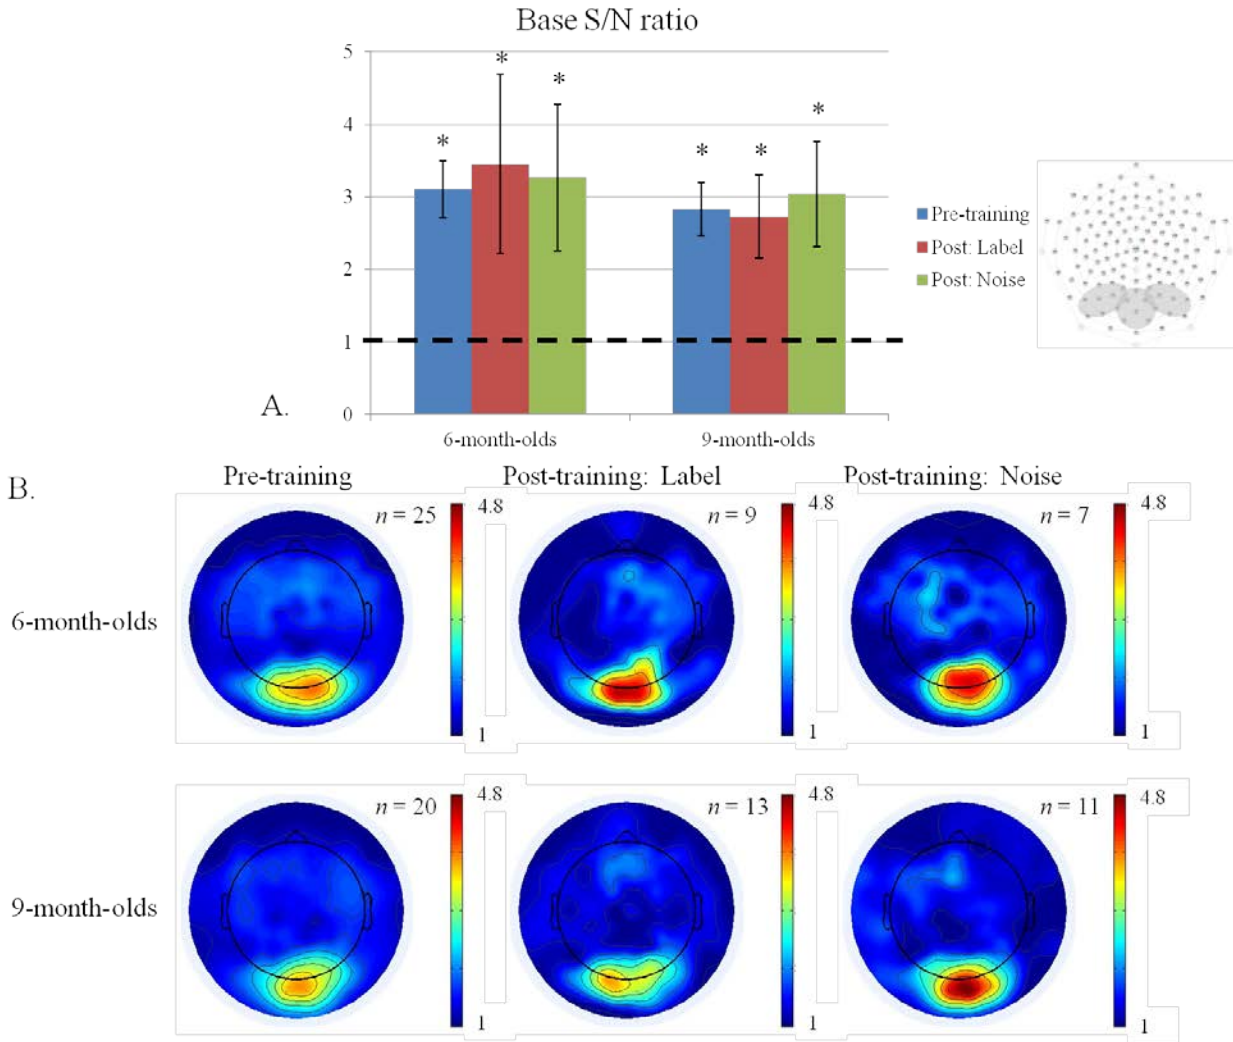 Base S/N ratio
5
4
3
2
1
0
* * * * * *
6-month-olds 9-month-olds
Pre-training
Post: Label
Post: Noise
A.
B.
Pre-training Post-training: Label Post-training: Noise
6-month-olds
n = 25 4.8 1
n = 9 4.8 1
n = 7 4.8 1
9-month-olds
n = 20 4.8 1
n = 13 4.8 1
n = 11 4.8 1